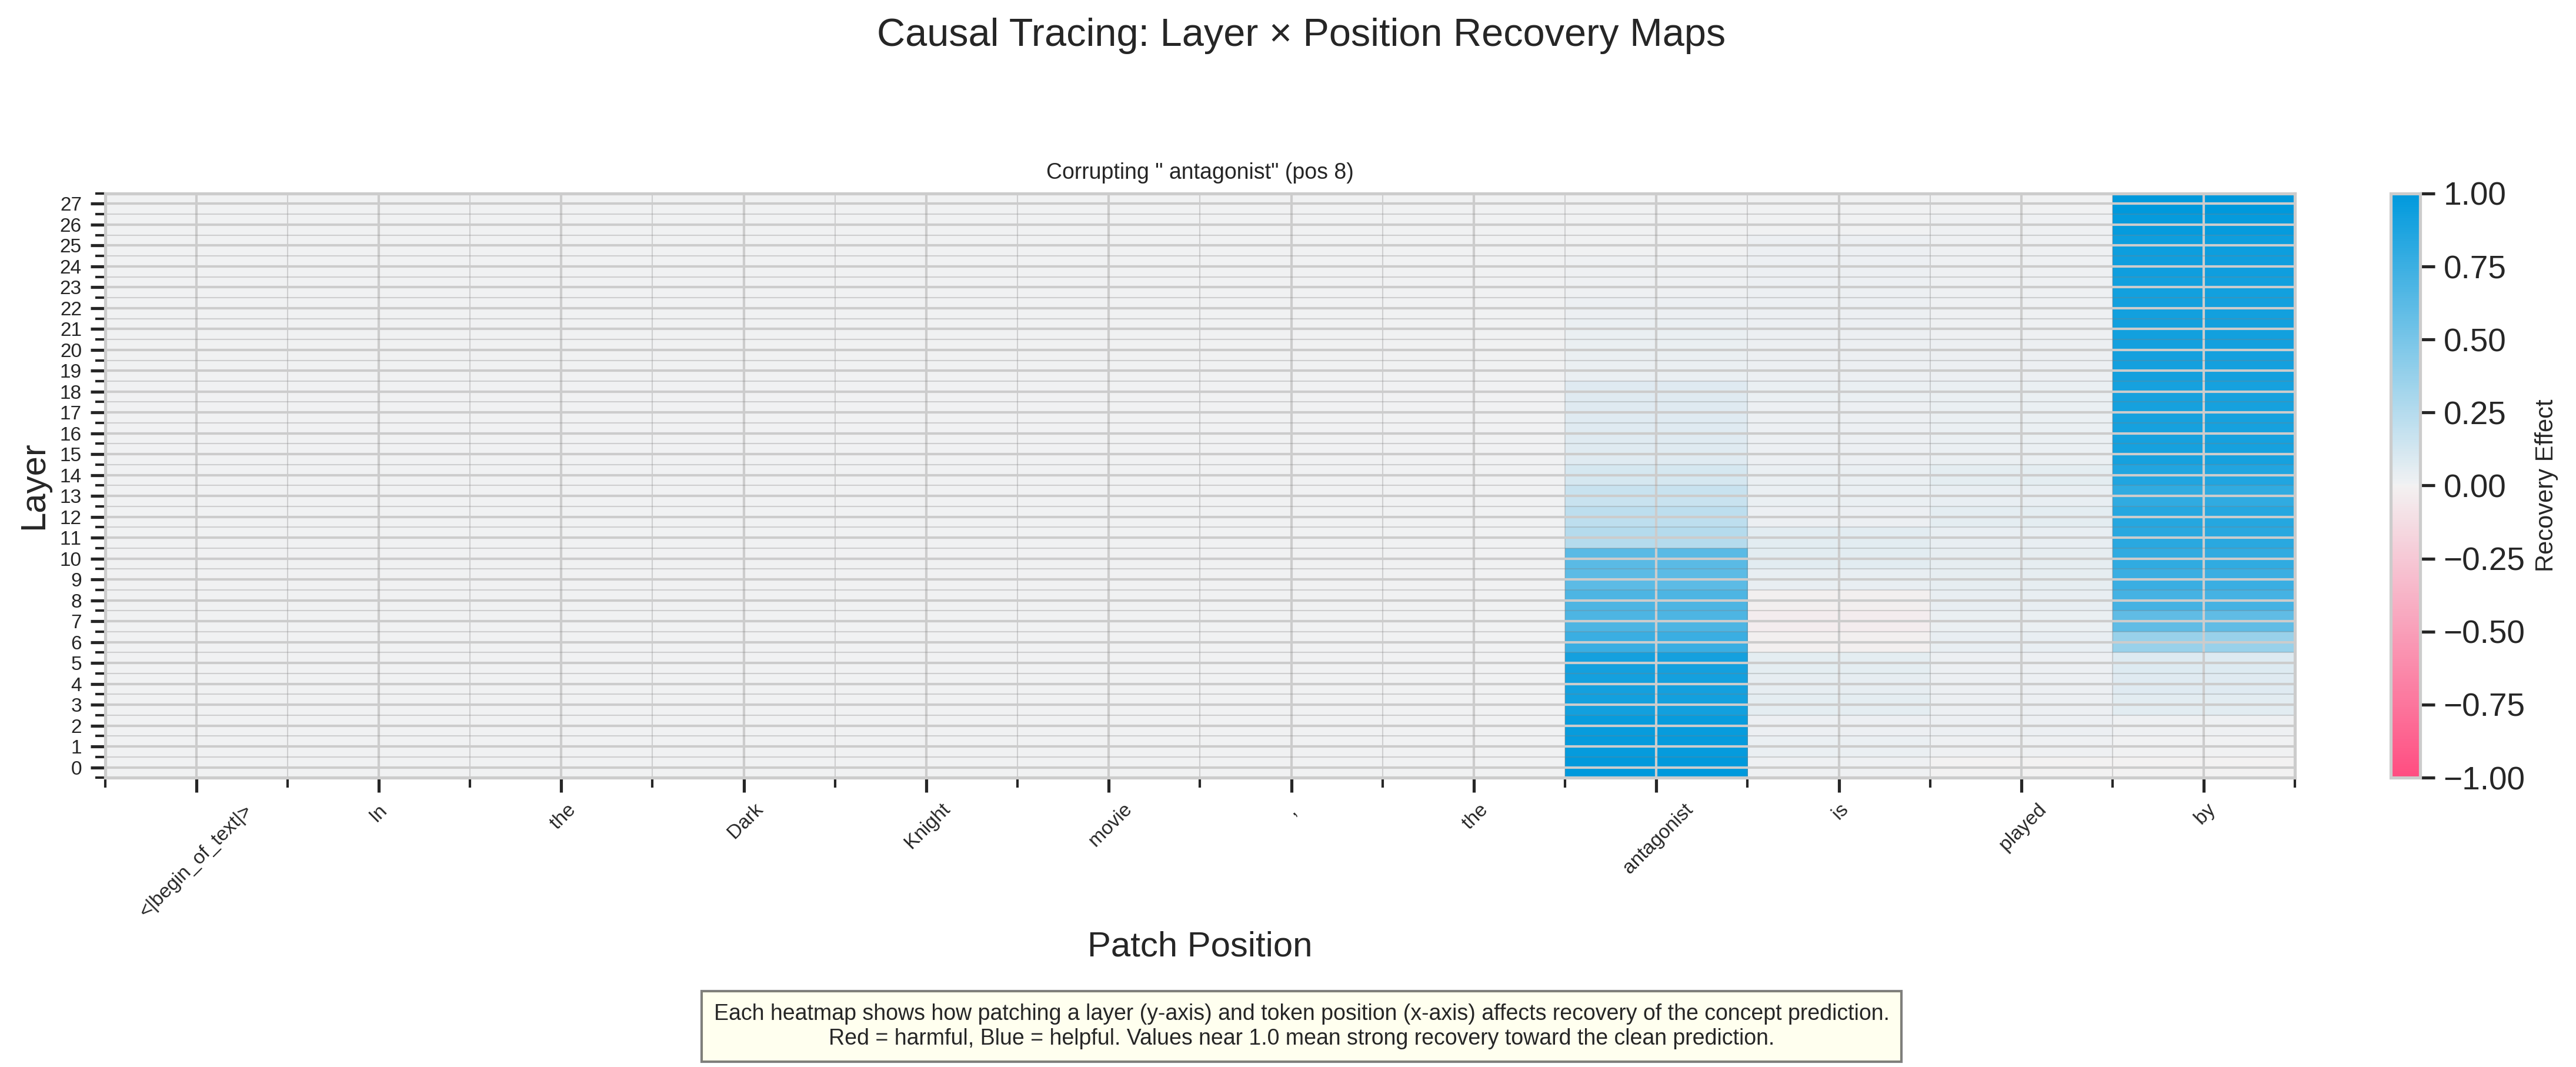 Causal Tracing: Layer × Position Recovery Maps
Corrupting " antagonist" (pos 8)
Layer
27
26
25
24
23
22
21
20
19
18
17
16
15
14
13
12
11
10
9
8
7
6
5
4
3
2
1
0
<|begin_of_text|>
In
the
Dark
Knight
movie
,
the
antagonist
is
played
by
Patch Position
1.00
0.75
0.50
0.25
0.00
−0.25
−0.50
−0.75
−1.00
Recovery Effect
Each heatmap shows how patching a layer (y-axis) and token position (x-axis) affects recovery of the concept prediction.
Red = harmful, Blue = helpful. Values near 1.0 mean strong recovery toward the clean prediction.